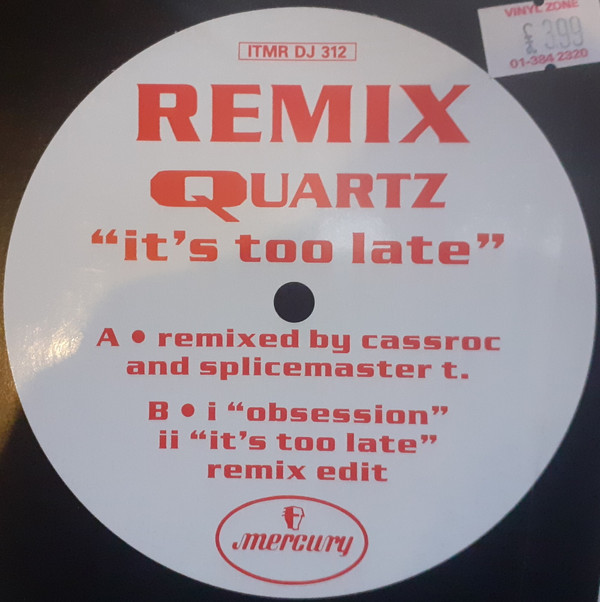 VINYL ZONE
£ 3.99
01-384 2320
ITMR DJ 312
REMIX
QUARTZ
“it's too late”
A • remixed by cassroc
and splicemaster t.
B • i “obsession”
ii “it's too late”
remix edit
mercury